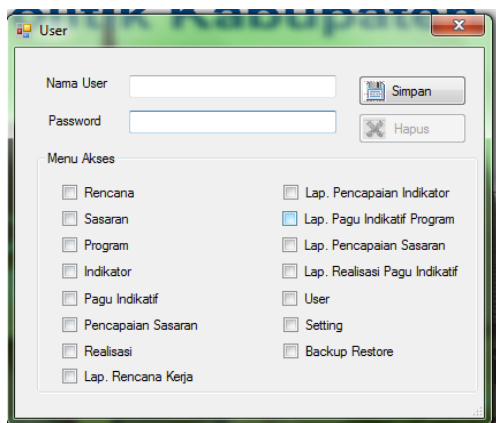 Kabupaten
User
Nama User
Simpan
Password
Hapus
Menu Akses
Rencana
Sasaran
Program
Indikator
Pagu Indikatif
Pencapaian Sasaran
Realisasi
Lap. Rencana Kerja
Lap. Pencapaian Indikator
Lap. Pagu Indikatif Program
Lap. Pencapaian Sasaran
Lap. Realisasi Pagu Indikatif
User
Setting
Backup Restore